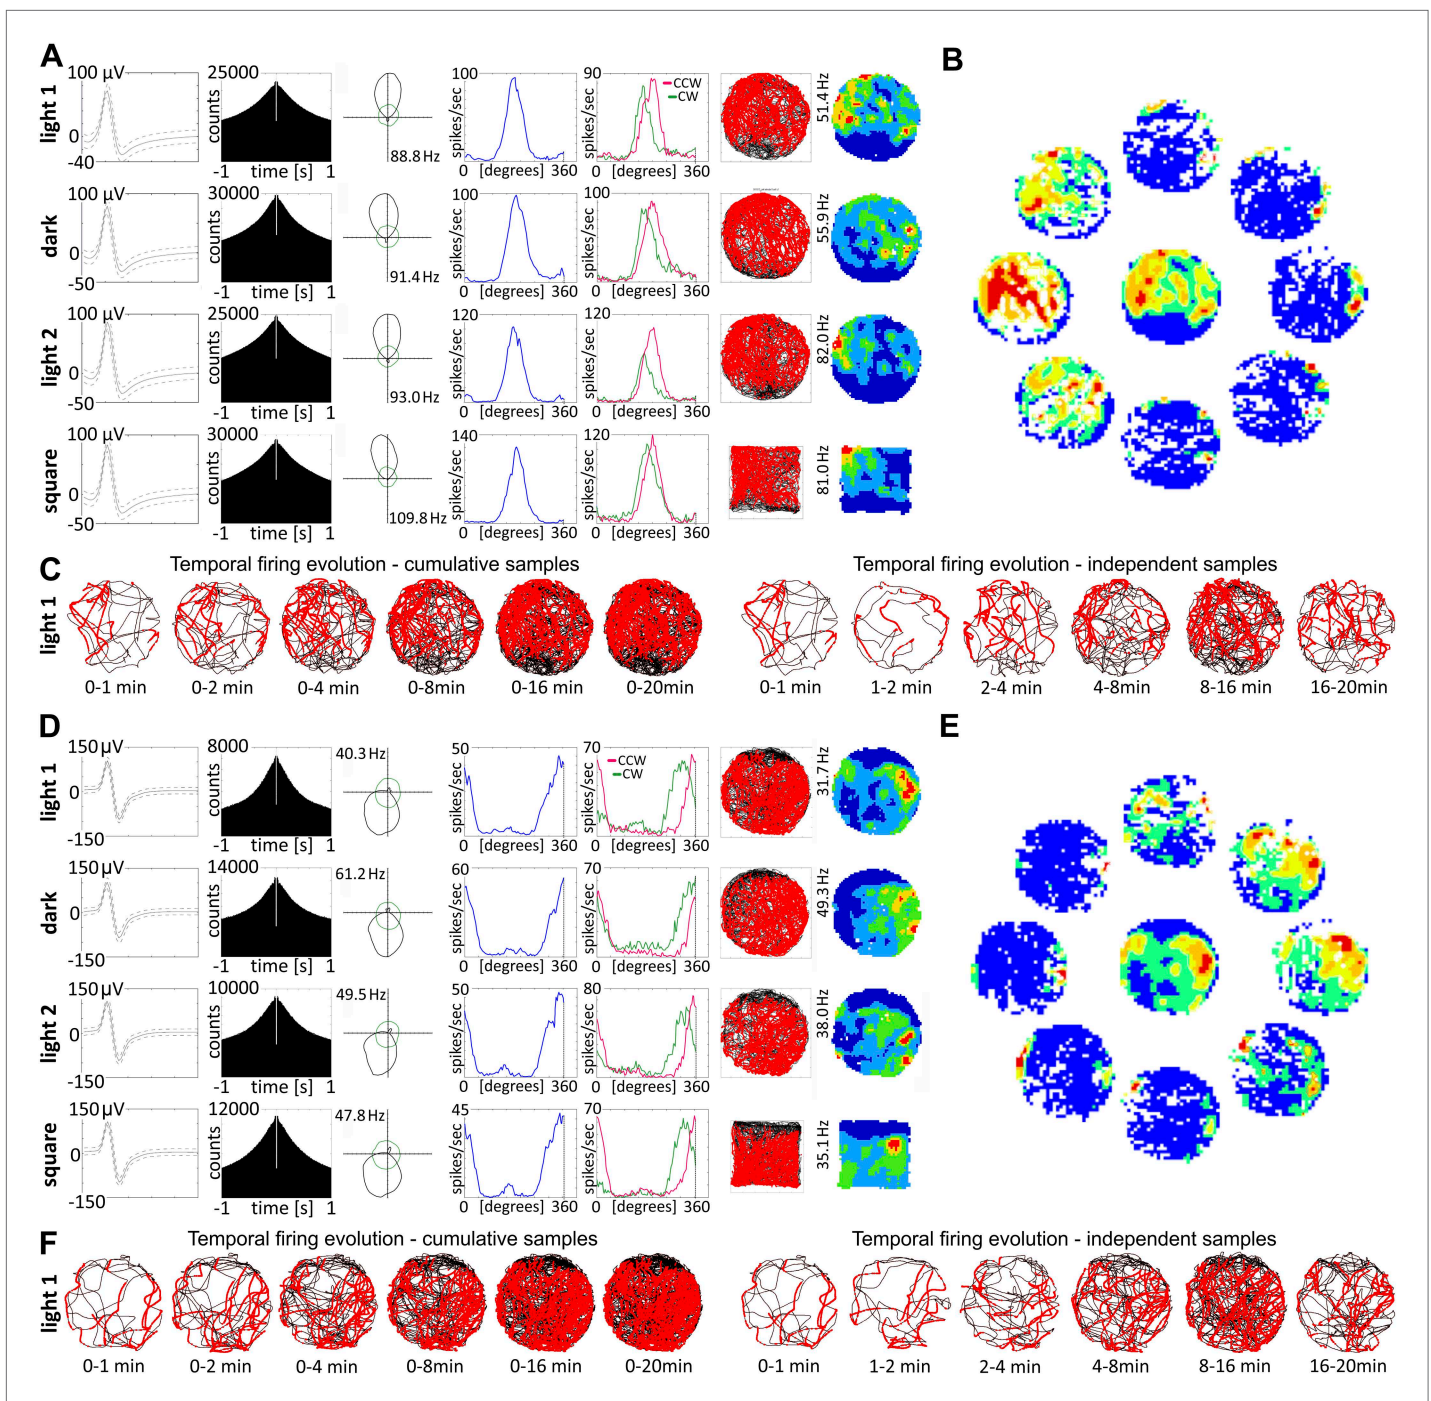 A
B
light 1
100 µV
0
-40
25000
counts
-1 time [s] 1
88.8 Hz
100
spikes/sec
0 [degrees] 360
90
spikes/sec
CCW
CW
0 [degrees] 360
51.4 Hz
dark
100 µV
0
-50
30000
counts
-1 time [s] 1
91.4 Hz
100
spikes/sec
0 [degrees] 360
100
spikes/sec
0 [degrees] 360
55.9 Hz
light 2
100 µV
0
-50
25000
counts
-1 time [s] 1
93.0 Hz
120
spikes/sec
0 [degrees] 360
120
spikes/sec
0 [degrees] 360
82.0 Hz
square
100 µV
0
-50
30000
counts
-1 time [s] 1
109.8 Hz
140
spikes/sec
0 [degrees] 360
120
spikes/sec
0 [degrees] 360
81.0 Hz
C
Temporal firing evolution - cumulative samples
Temporal firing evolution - independent samples
light 1
0-1 min 0-2 min 0-4 min 0-8min 0-16 min 0-20min
0-1 min 1-2 min 2-4 min 4-8min 8-16 min 16-20min
D
E
light 1
150 µV
0
-150
8000
counts
-1 time [s] 1
40.3 Hz
50
spikes/sec
0 [degrees] 360
70
spikes/sec
CCW
CW
0 [degrees] 360
31.7 Hz
dark
150 µV
0
-150
14000
counts
-1 time [s] 1
61.2 Hz
60
spikes/sec
0 [degrees] 360
70
spikes/sec
0 [degrees] 360
49.3 Hz
light 2
150 µV
0
-150
10000
counts
-1 time [s] 1
49.5 Hz
50
spikes/sec
0 [degrees] 360
80
spikes/sec
0 [degrees] 360
38.0 Hz
square
150 µV
0
-150
12000
counts
-1 time [s] 1
47.8 Hz
45
spikes/sec
0 [degrees] 360
70
spikes/sec
0 [degrees] 360
35.1 Hz
F
Temporal firing evolution - cumulative samples
Temporal firing evolution - independent samples
light 1
0-1 min 0-2 min 0-4 min 0-8min 0-16 min 0-20min
0-1 min 1-2 min 2-4 min 4-8min 8-16 min 16-20min